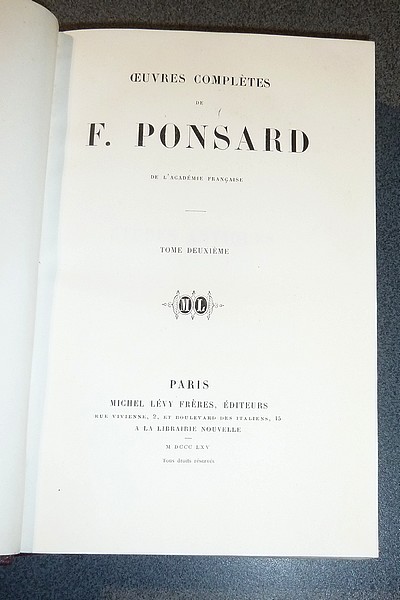 ŒUVRES COMPLÈTES
DE
F. PONSARD
DE L'ACADÉMIE FRANÇAISE
TOME DEUXIÈME
ML
PARIS
MICHEL LÉVY FRÈRES, ÉDITEURS
RUE VIVIENNE, 2, ET BOULEVARD DES ITALIENS, 15
A LA LIBRAIRIE NOUVELLE
M DCCC LXV
Tous droits réservés